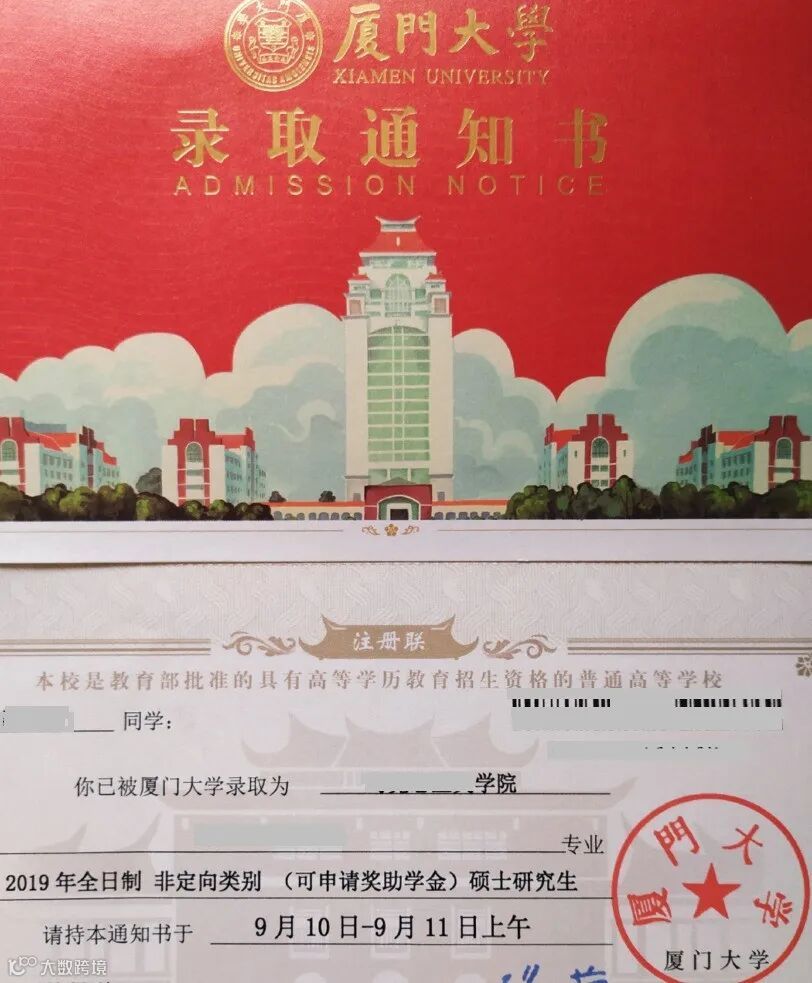 厦門大學
XIAMEN UNIVERSITY
UNIVERSITAS AMOIENSIS
录取通知书
ADMISSION NOTICE
注册联
本校是教育部批准的具有高等学历教育招生资格的普通高等学校
同学：
你已被厦门大学录取为 学院
专业
2019 年全日制 非定向类别 （可申请奖助学金）硕士研究生
请持本通知书于 9 月 10 日-9 月 11 日上午
厦門大学
厦门大学
大数跨境